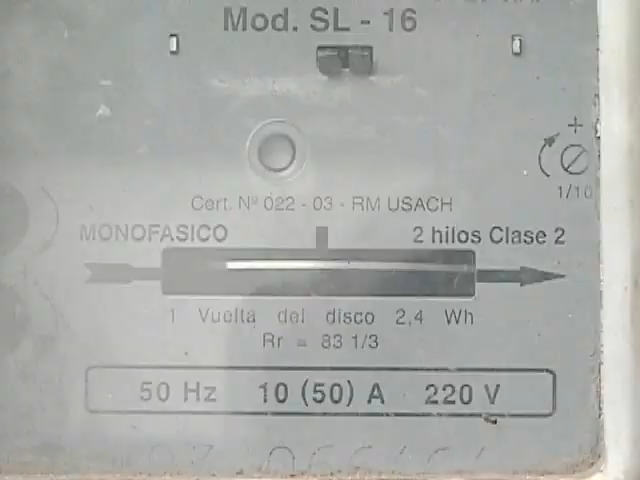 Mod. SL - 16
+
1/10
Cert. Nº 022 - 03 - RM USACH
MONOFASICO
2 hilos Clase 2
1 Vuelta del disco 2,4 Wh
Rr = 83 1/3
50 Hz 10 (50) A 220 V